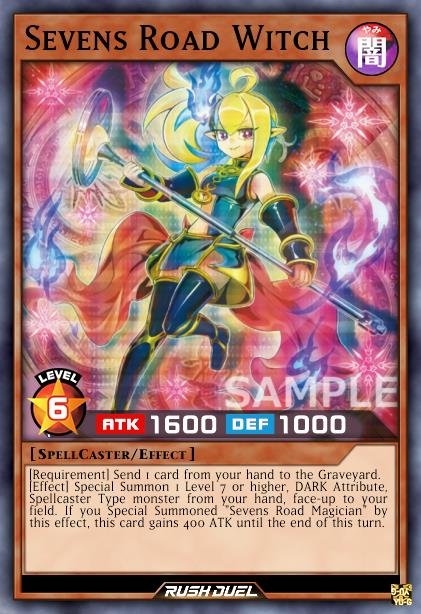 Sevens Road Witch
やみ
闇
SAMPLE
LEVEL
6
ATK 1600 DEF 1000
[SpellCaster/Effect]
[Requirement] Send 1 card from your hand to the Graveyard.
[Effect] Special Summon 1 Level 7 or higher, DARK Attribute,
Spellcaster Type monster from your hand, face-up to your
field. If you Special Summoned "Sevens Road Magician" by
this effect, this card gains 400 ATK until the end of this turn.
RUSH DUEL